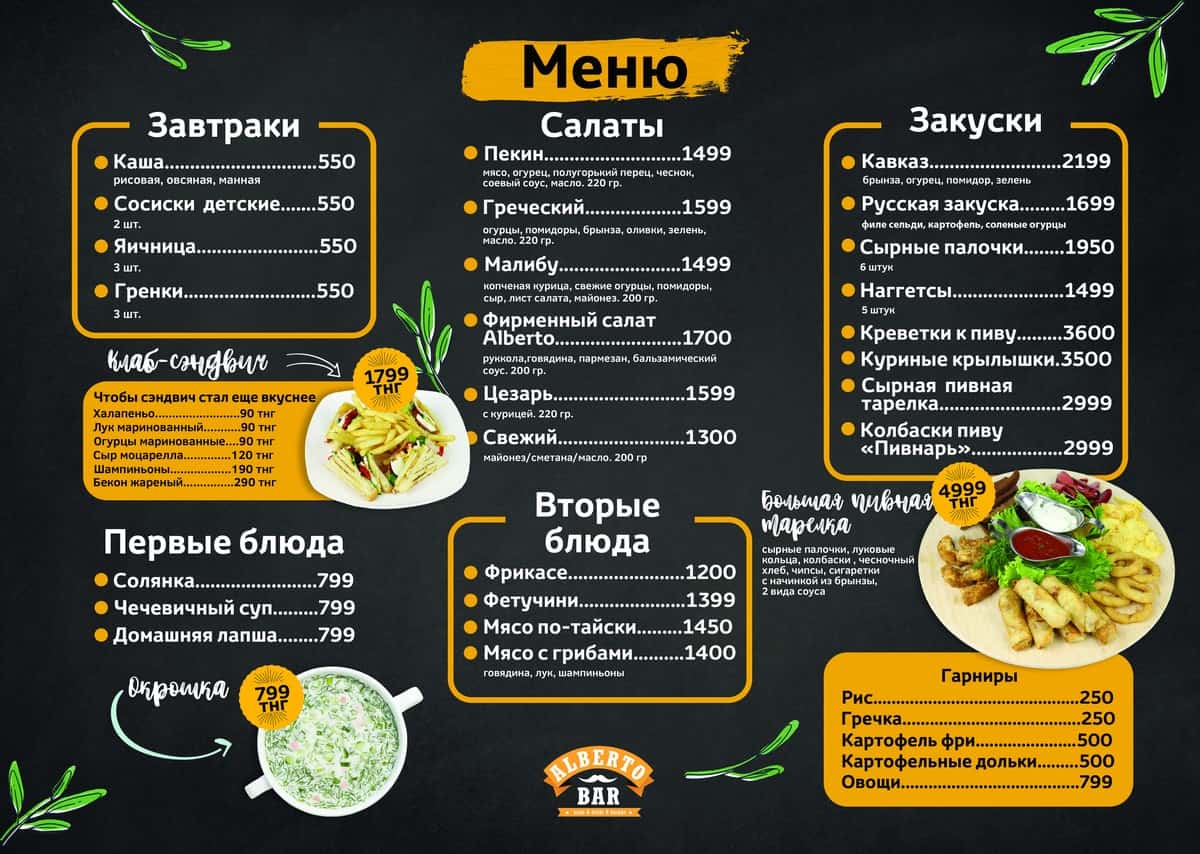 Меню
Завтраки
Каша..............................550
рисовая, овсяная, манная
Сосиски детские.......550
2 шт.
Яичница........................550
3 шт.
Гренки..........................550
3 шт.
Клаб-сэндвич
1799
ТНГ
Чтобы сэндвич стал еще вкуснее
Халапеньо.........................90 тнг
Лук маринованный...........90 тнг
Огурцы маринованные....90 тнг
Сыр моцарелла..............120 тнг
Шампиньоны..................190 тнг
Бекон жареный...............290 тнг
Первые блюда
Солянка........................799
Чечевичный суп.........799
Домашняя лапша........799
Окрошка
799
ТНГ
Салаты
Пекин...........................1499
мясо, огурец, полугорький перец, чеснок,
соевый соус, масло. 220 гр.
Греческий...................1599
огурцы, помидоры, брынза, оливки, зелень,
масло. 220 гр.
Малибу........................1499
копченая курица, свежие огурцы, помидоры,
сыр, лист салата, майонез. 200 гр.
Фирменный салат
Alberto.........................1700
руккола,говядина, пармезан, бальзамический
соус. 200 гр.
Цезарь.........................1599
с курицей. 220 гр.
Свежий........................1300
майонез/сметана/масло. 200 гр
Вторые
блюда
Фрикасе.......................1200
Фетучини.....................1399
Мясо по-тайски.........1450
Мясо с грибами..........1400
говядина, лук, шампиньоны
ALBERTO
BAR
Закуски
Кавказ..........................2199
брынза, огурец, помидор, зелень
Русская закуска.........1699
филе сельди, картофель, соленые огурцы
Сырные палочки.......1950
6 штук
Наггетсы......................1499
5 штук
Креветки к пиву.........3600
Куриные крылышки.3500
Сырная пивная
тарелка........................2999
Колбаски пиву
«Пивнарь»..................2999
Большая пивная
тарелка
4999
ТНГ
сырные палочки, луковые
кольца, колбаски , чесночный
хлеб, чипсы, сигаретки
с начинкой из брынзы,
2 вида соуса
Гарниры
Рис.........................................250
Гречка...................................250
Картофель фри....................500
Картофельные дольки.........500
Овощи...................................799